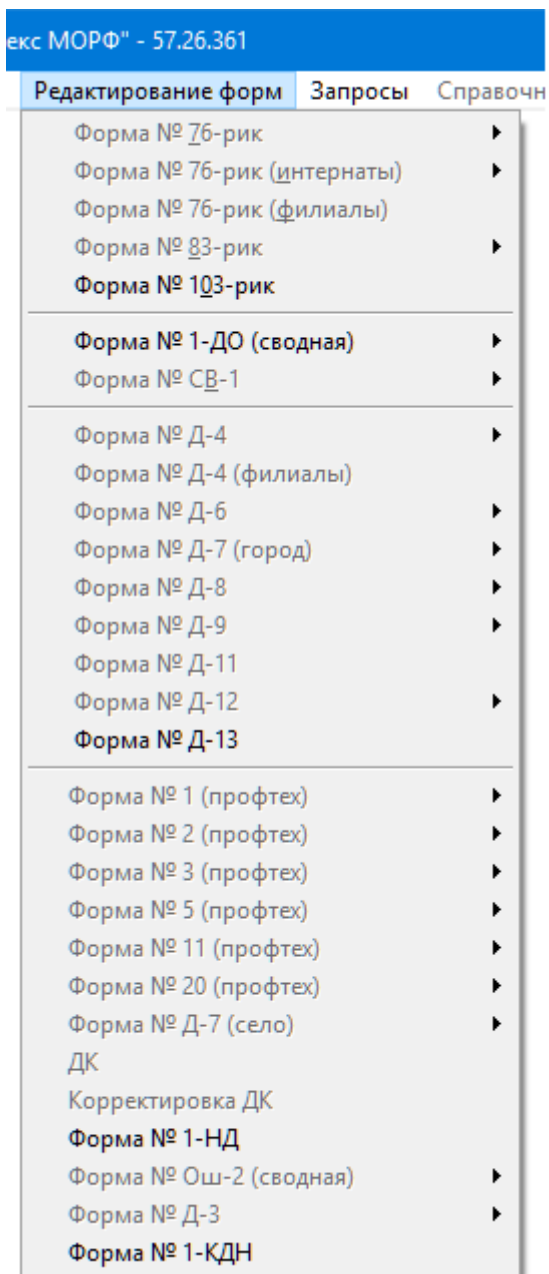 екс МОРФ" - 57.26.361
Редактирование форм Запросы Справочн
Форма № 76-рик
Форма № 76-рик (интернаты)
Форма № 76-рик (филиалы)
Форма № 83-рик
Форма № 103-рик
Форма № 1-ДО (сводная)
Форма № СВ-1
Форма № Д-4
Форма № Д-4 (филиалы)
Форма № Д-6
Форма № Д-7 (город)
Форма № Д-8
Форма № Д-9
Форма № Д-11
Форма № Д-12
Форма № Д-13
Форма № 1 (профтех)
Форма № 2 (профтех)
Форма № 3 (профтех)
Форма № 5 (профтех)
Форма № 11 (профтех)
Форма № 20 (профтех)
Форма № Д-7 (село)
ДК
Корректировка ДК
Форма № 1-НД
Форма № Ош-2 (сводная)
Форма № Д-3
Форма № 1-КДН